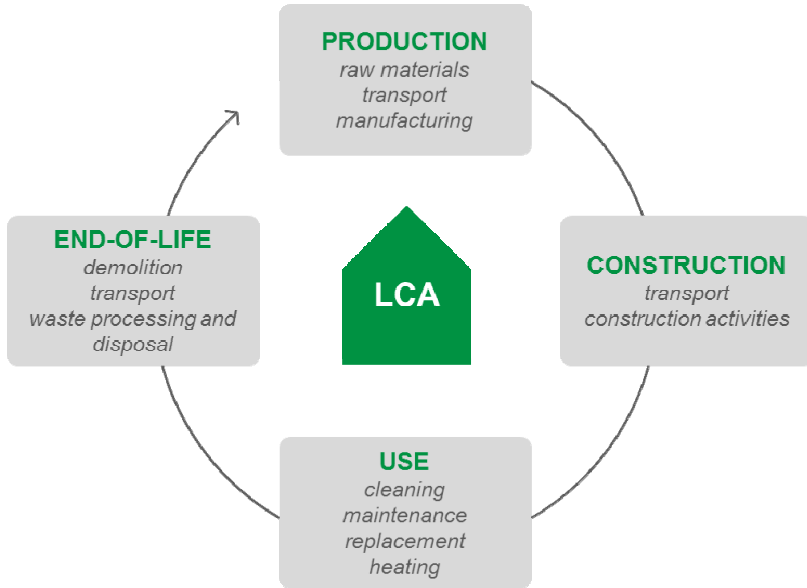 PRODUCTION
raw materials
transport
manufacturing
END-OF-LIFE
demolition
transport
waste processing and
disposal
LCA
CONSTRUCTION
transport
construction activities
USE
cleaning
maintenance
replacement
heating